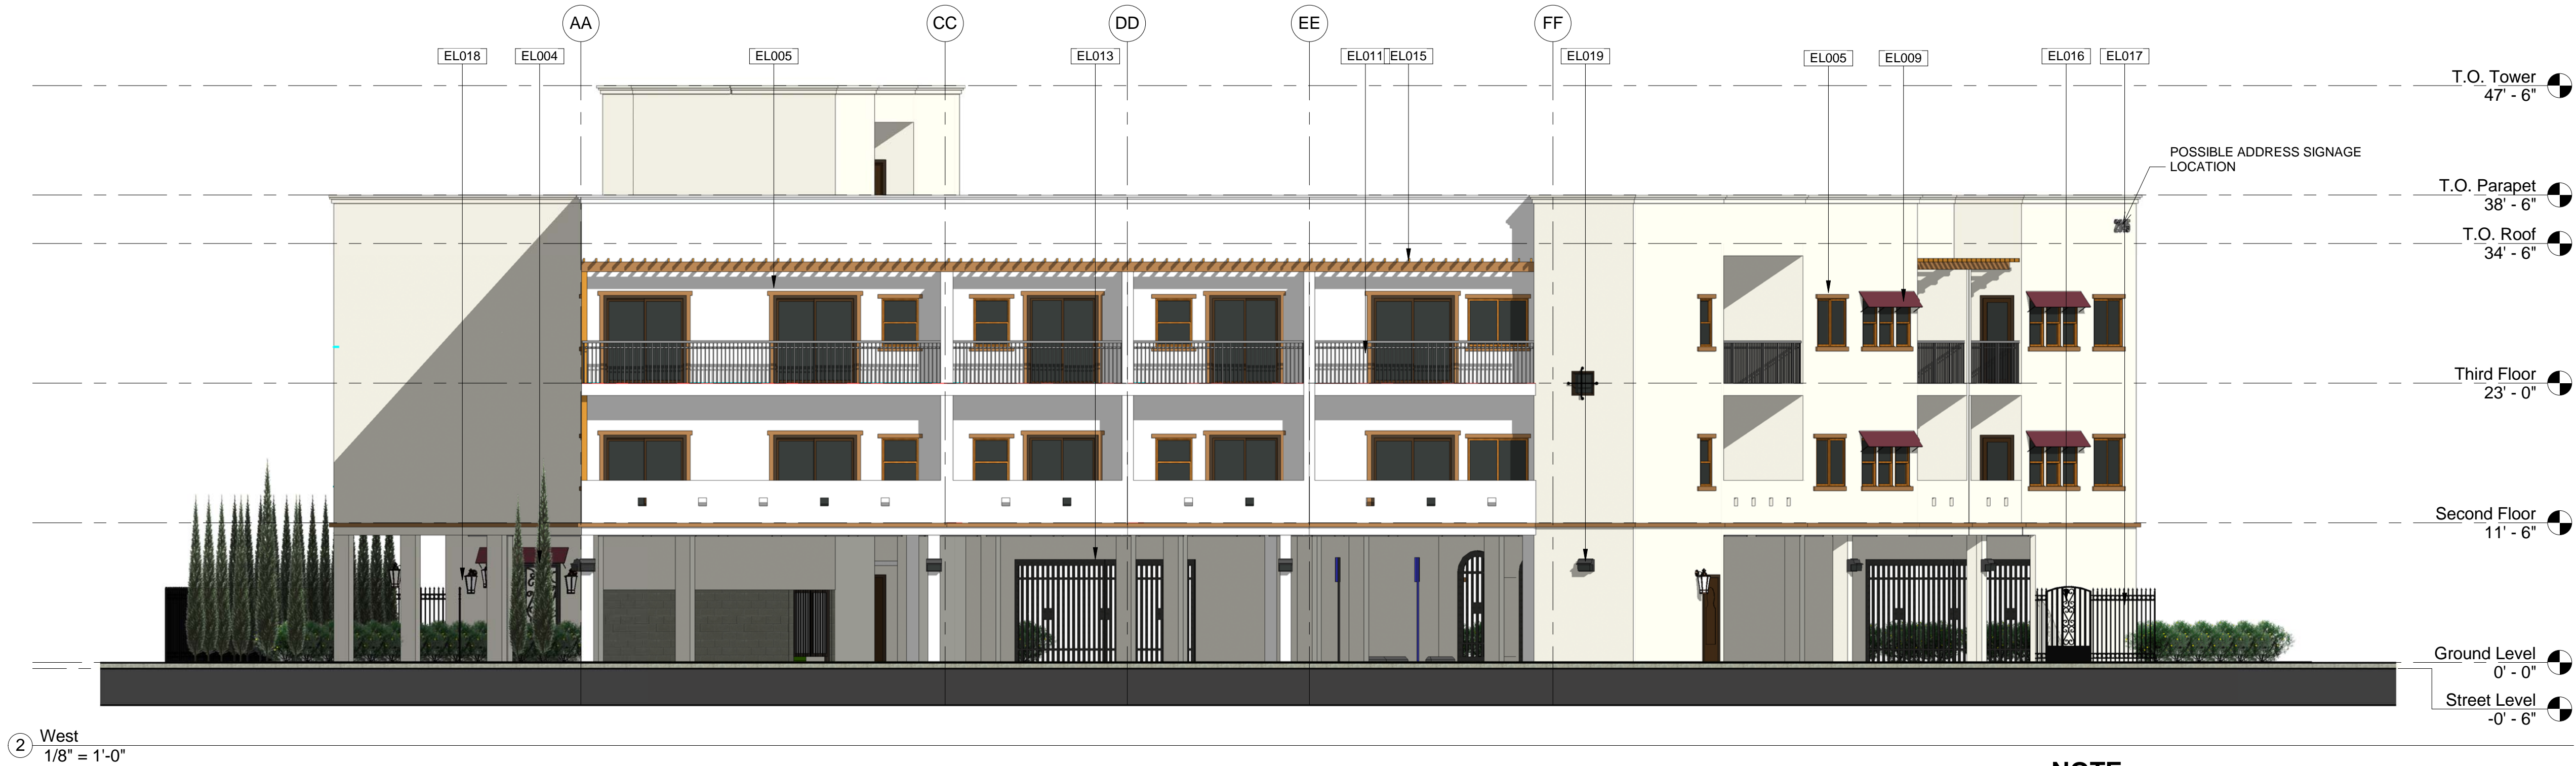 AA
CC
DD
EE
FF
EL018
EL004
EL005
EL013
EL011
EL015
EL019
EL005
EL009
EL016
EL017
T.O. Tower
47' - 6"
POSSIBLE ADDRESS SIGNAGE
LOCATION
T.O. Parapet
38' - 6"
T.O. Roof
34' - 6"
Third Floor
23' - 0"
Second Floor
11' - 6"
Ground Level
0' - 0"
Street Level
-0' - 6"
2
West
1/8" = 1'-0"
NOTE